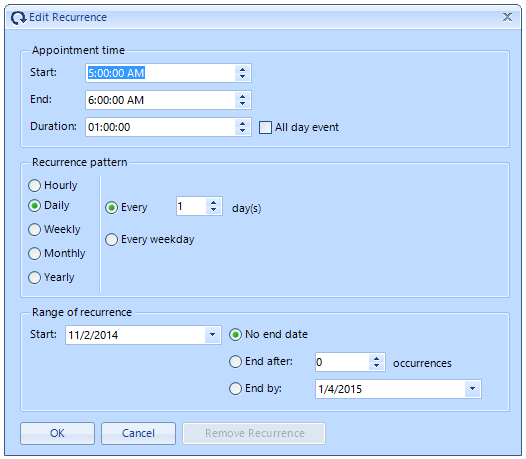 Edit Recurrence
Appointment time
Start: 5:00:00 AM
End: 6:00:00 AM
Duration: 01:00:00 All day event
Recurrence pattern
Hourly
Daily Every 1 day(s)
Weekly
Every weekday
Monthly
Yearly
Range of recurrence
Start: 11/2/2014 No end date
End after: 0 occurrences
End by: 1/4/2015
OK Cancel Remove Recurrence